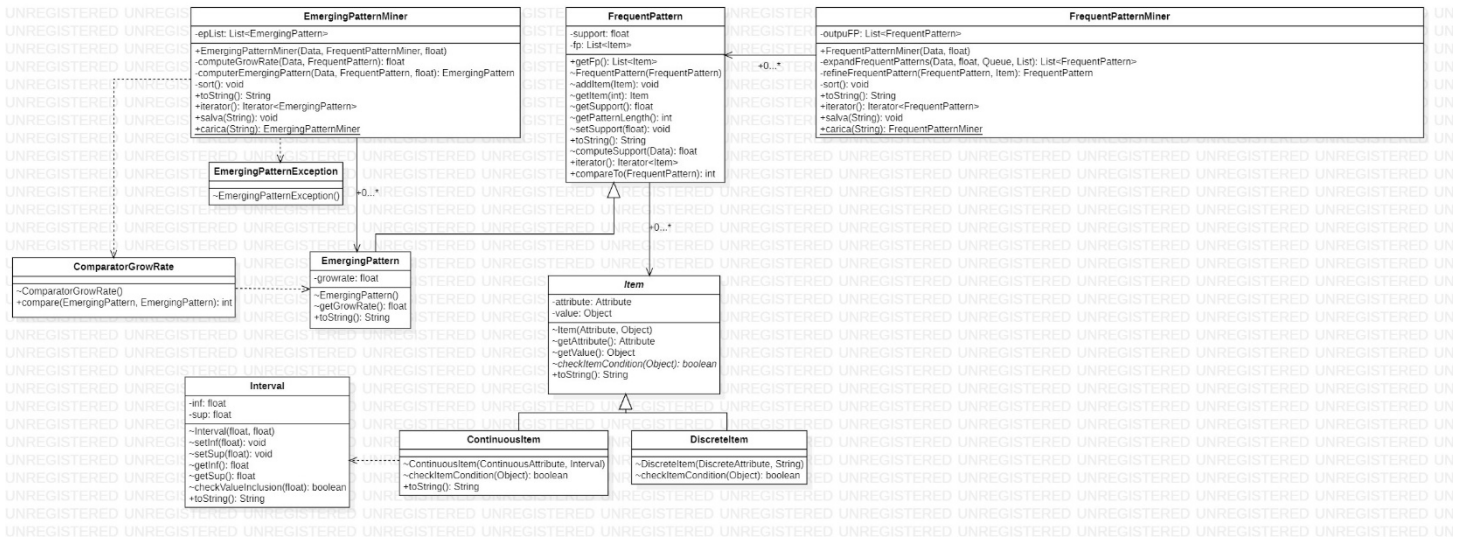 EmergingPatternMiner
-epList: List<EmergingPattern>
+EmergingPatternMiner(Data, FrequentPatternMiner, float)
-computeGrowRate(Data, FrequentPattern): float
-computerEmergingPattern(Data, FrequentPattern, float): EmergingPattern
-sort(): void
+toString(): String
+iterator(): Iterator<EmergingPattern>
+salva(String): void
+carica(String): EmergingPatternMiner
FrequentPattern
-support: float
-fp: List<Item>
+getFp(): List<Item>
~FrequentPattern(FrequentPattern)
~addItem(Item): void
~getItem(int): Item
~getSupport(): float
~getPatternLength(): int
~setSupport(float): void
+toString(): String
~computeSupport(Data): float
+iterator(): Iterator<Item>
+compareTo(FrequentPattern): int
+0...*
FrequentPatternMiner
-outpuFP: List<FrequentPattern>
+FrequentPatternMiner(Data, float)
-expandFrequentPatterns(Data, float, Queue, List): List<FrequentPattern>
-refineFrequentPattern(FrequentPattern, Item): FrequentPattern
-sort(): void
+toString(): String
+iterator(): Iterator<FrequentPattern>
+salva(String): void
+carica(String): FrequentPatternMiner
EmergingPatternException
~EmergingPatternException()
+0...*
+0...*
ComparatorGrowRate
~ComparatorGrowRate()
+compare(EmergingPattern, EmergingPattern): int
EmergingPattern
-growrate: float
~EmergingPattern()
~getGrowRate(): float
+toString(): String
Item
-attribute: Attribute
-value: Object
~Item(Attribute, Object)
~getAttribute(): Attribute
~getValue(): Object
~checkItemCondition(Object): boolean
+toString(): String
Interval
-inf: float
-sup: float
~Interval(float, float)
~setInf(float): void
~setSup(float): void
~getInf(): float
~getSup(): float
~checkValueInclusion(float): boolean
+toString(): String
ContinuousItem
~ContinuousItem(ContinuousAttribute, Interval)
~checkItemCondition(Object): boolean
+toString(): String
DiscreteItem
~DiscreteItem(DiscreteAttribute, String)
~checkItemCondition(Object): boolean